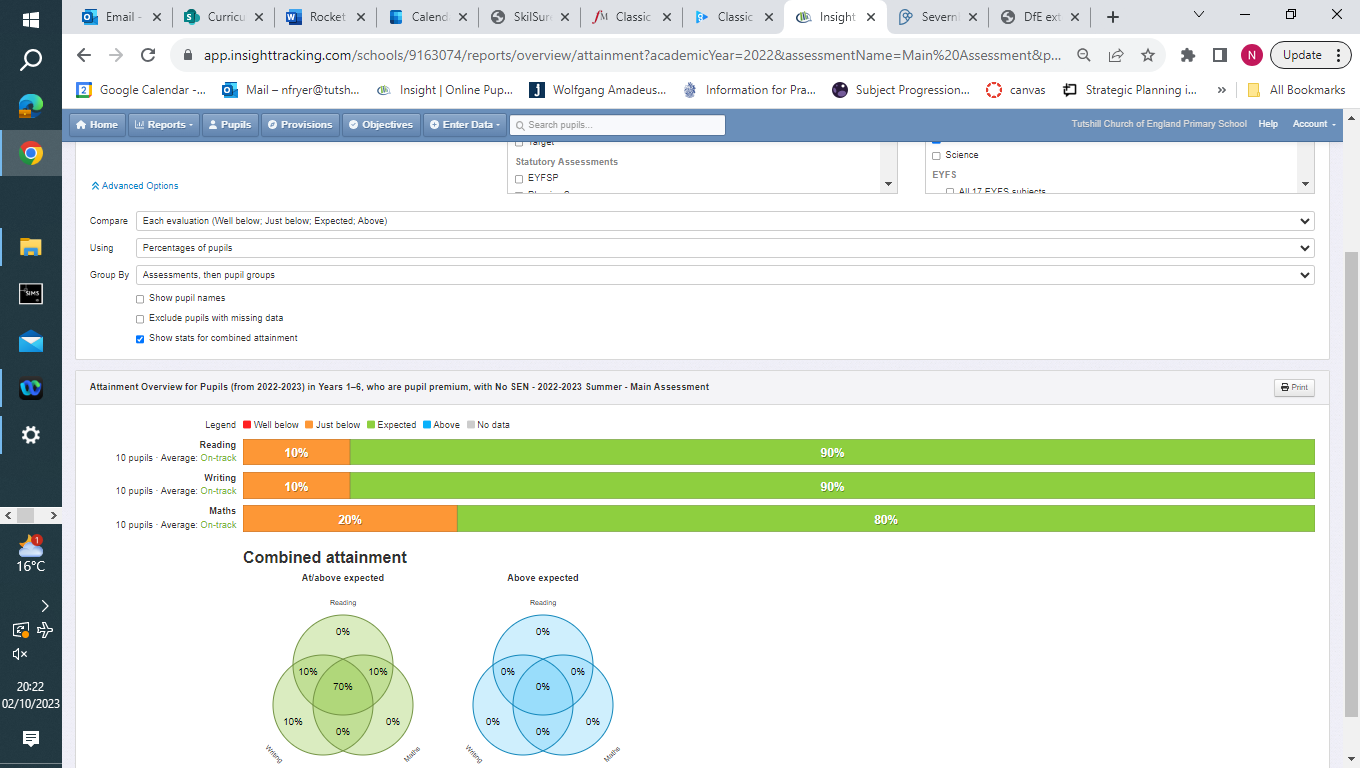 Email -
Curricu
Rocket
Calend
SkilSur
Classic
Classic
Insight
Severn
DfE ext
app.insighttracking.com/schools/9163074/reports/overview/attainment?academicYear=2022&assessmentName=Main%20Assessment&p...
N
Update
Google Calendar -...
Mail – nfryer@tutsh...
Insight | Online Pup...
Wolfgang Amadeus...
Information for Pra...
Subject Progression...
canvas
Strategic Planning i...
»
All Bookmarks
Home
Reports
Pupils
Provisions
Objectives
Enter Data
Search pupils...
Tutshill Church of England Primary School
Help
Account
Target
Statutory Assessments
EYFSP
Science
EYFS
All 17 EYFS subjects
Advanced Options
Compare
Each evaluation (Well below; Just below; Expected; Above)
Using
Percentages of pupils
Group By
Assessments, then pupil groups
Show pupil names
Exclude pupils with missing data
Show stats for combined attainment
Attainment Overview for Pupils (from 2022-2023) in Years 1–6, who are pupil premium, with No SEN - 2022-2023 Summer - Main Assessment
Print
Legend Well below Just below Expected Above No data
Reading
10 pupils · Average: On-track
10% 90%
Writing
10 pupils · Average: On-track
10% 90%
Maths
10 pupils · Average: On-track
20% 80%
Combined attainment
At/above expected
Reading
0%
10% 10%
70%
10% 0%
0%
Writing Maths
Above expected
Reading
0%
0% 0%
0%
0% 0%
0%
Writing Maths
SIMS
1
16°C
20:22
02/10/2023